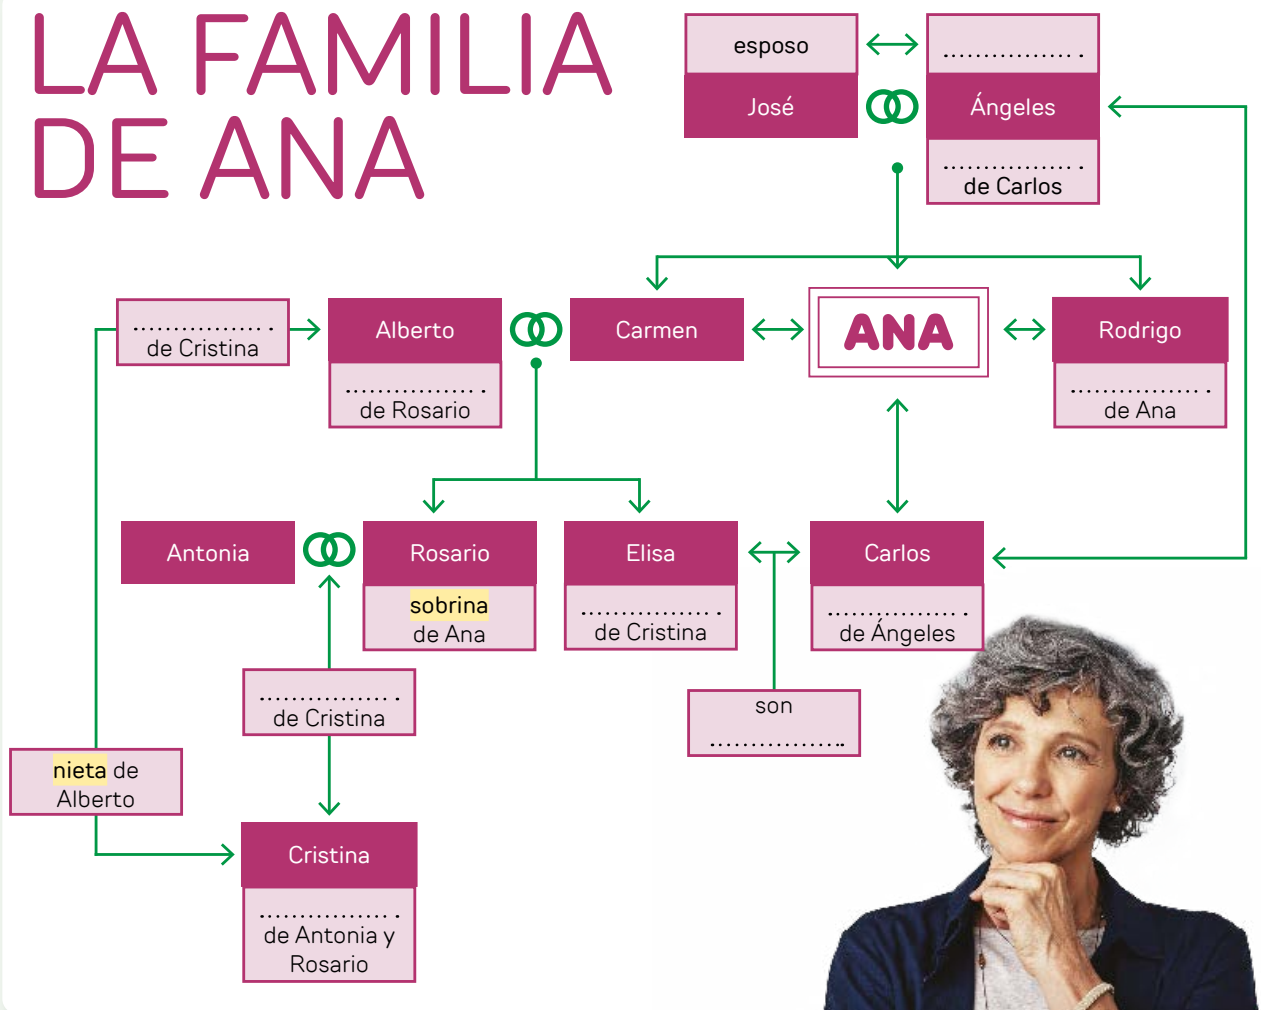 LA FAMILIA
DE ANA
esposo
................ .
José
Ángeles
................ .
de Carlos
................ .
de Cristina
Alberto
................ .
de Rosario
Carmen
ANA
Rodrigo
................ .
de Ana
Antonia
Rosario
sobrina
de Ana
Elisa
................ .
de Cristina
Carlos
................ .
de Ángeles
................ .
de Cristina
son
.................
nieta de
Alberto
Cristina
................ .
de Antonia y
Rosario